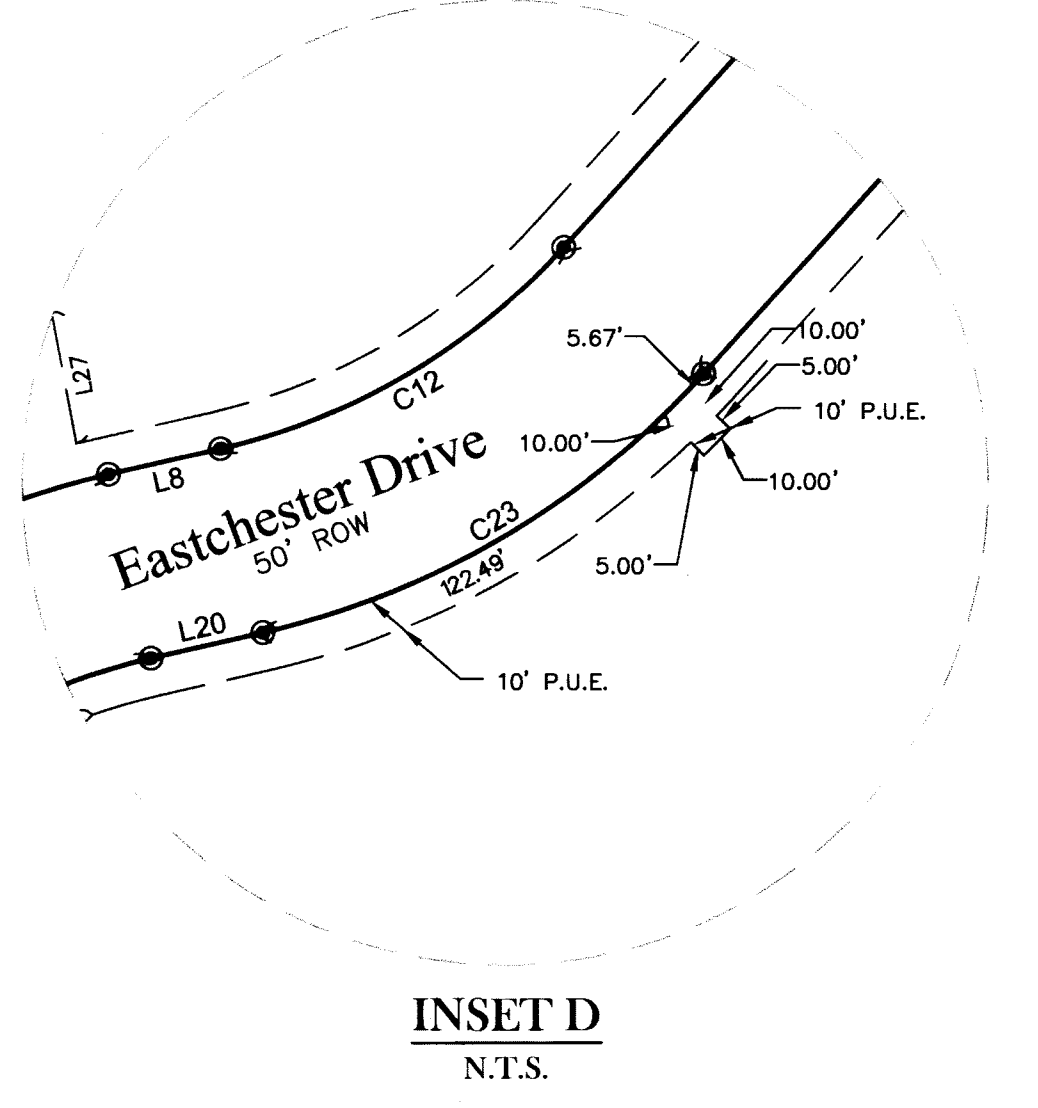 5.67'
10.00'
5.00'
L27
C12
10' P.U.E.
10.00'
10.00'
L8
Eastchester Drive
50' ROW
C23
122.49'
5.00'
L20
10' P.U.E.
INSET D
N.T.S.